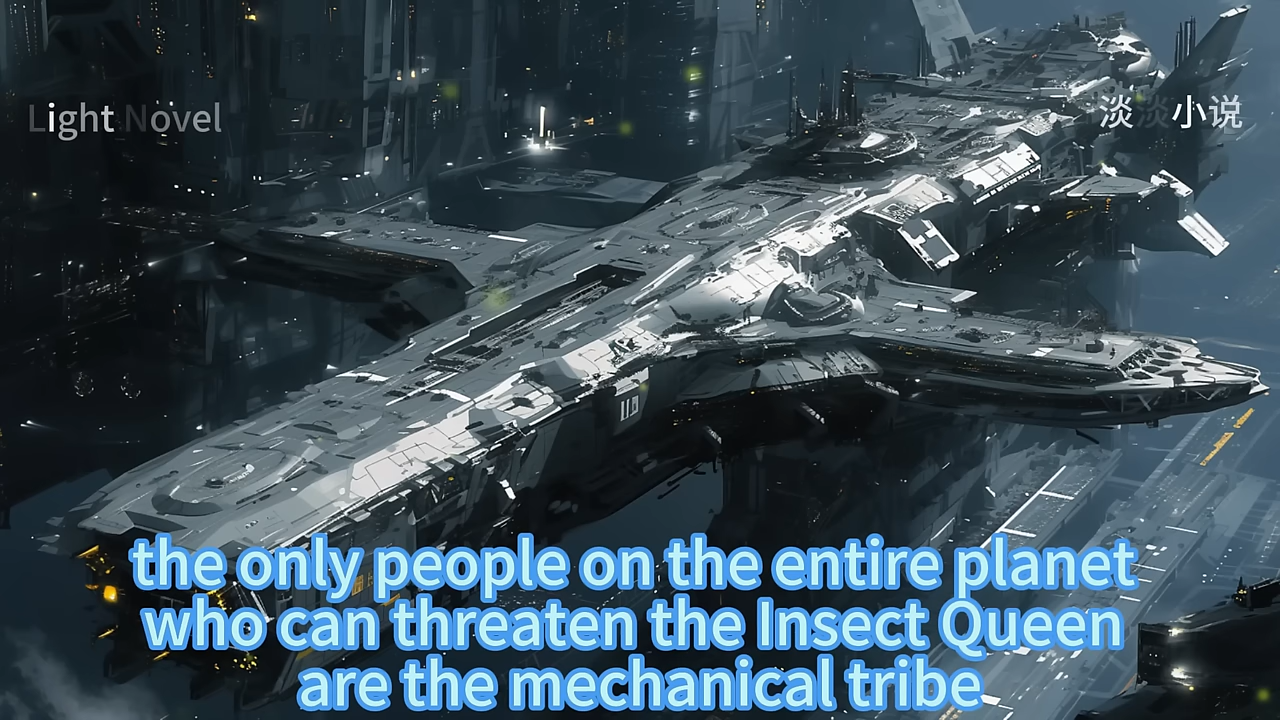 Light Novel
淡淡小说
the only people on the entire planet
who can threaten the Insect Queen
are the mechanical tribe